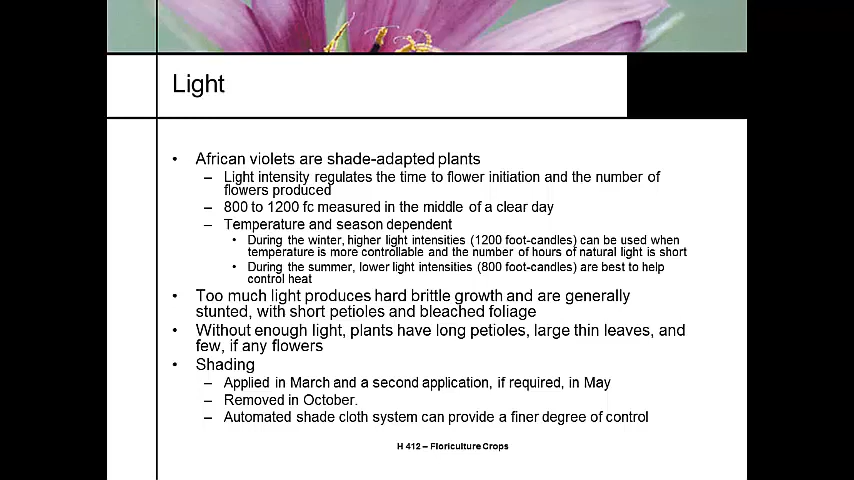 Light
• African violets are shade-adapted plants
– Light intensity regulates the time to flower initiation and the number of
flowers produced
– 800 to 1200 fc measured in the middle of a clear day
– Temperature and season dependent
• During the winter, higher light intensities (1200 foot-candles) can be used when
temperature is more controllable and the number of hours of natural light is short
• During the summer, lower light intensities (800 foot-candles) are best to help
control heat
• Too much light produces hard brittle growth and are generally
stunted, with short petioles and bleached foliage
• Without enough light, plants have long petioles, large thin leaves, and
few, if any flowers
• Shading
– Applied in March and a second application, if required, in May
– Removed in October.
– Automated shade cloth system can provide a finer degree of control
H 412 – Floriculture Crops